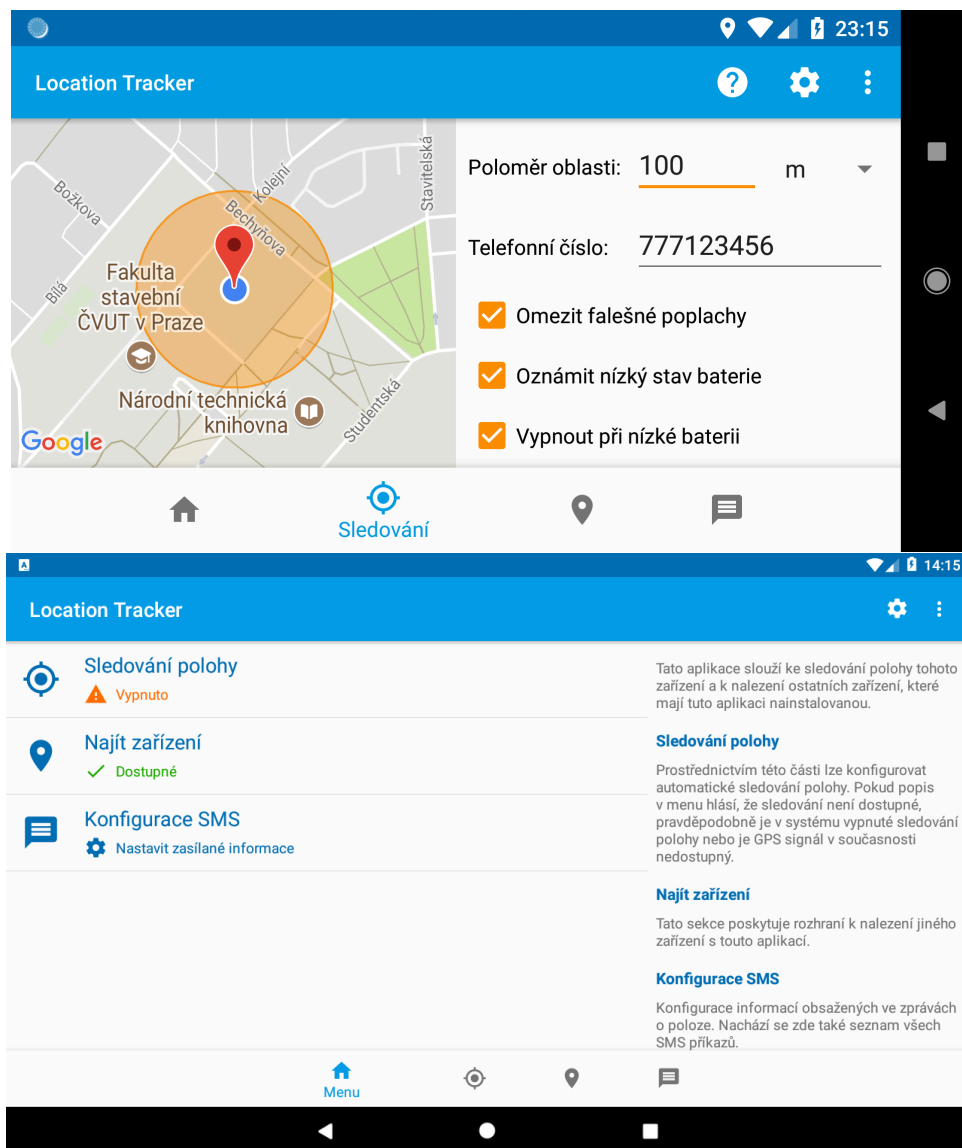 23:15
Location Tracker
Božkova
Kolejní
Stavitelská
Bechyňova
Bílá
Fakulta
stavební
ČVUT v Praze
Národní technická
knihovna
Studentská
Google
Poloměr oblasti: 100 m
Telefonní číslo: 777123456
Omezit falešné poplachy
Oznámit nízký stav baterie
Vypnout při nízké baterii
Sledování
A 14:15
Location Tracker
Sledování polohy
Vypnuto
Najít zařízení
Dostupné
Konfigurace SMS
Nastavit zasílané informace
Tato aplikace slouží ke sledování polohy tohoto
zařízení a k nalezení ostatních zařízení, které
mají tuto aplikaci nainstalovanou.
Sledování polohy
Prostřednictvím této části lze konfigurovat
automatické sledování polohy. Pokud popis
v menu hlásí, že sledování není dostupné,
pravděpodobně je v systému vypnuté sledování
polohy nebo je GPS signál v současnosti
nedostupný.
Najít zařízení
Tato sekce poskytuje rozhraní k nalezení jiného
zařízení s touto aplikací.
Konfigurace SMS
Konfigurace informací obsažených ve zprávách
o poloze. Nachází se zde také seznam všech
SMS příkazů.
Menu